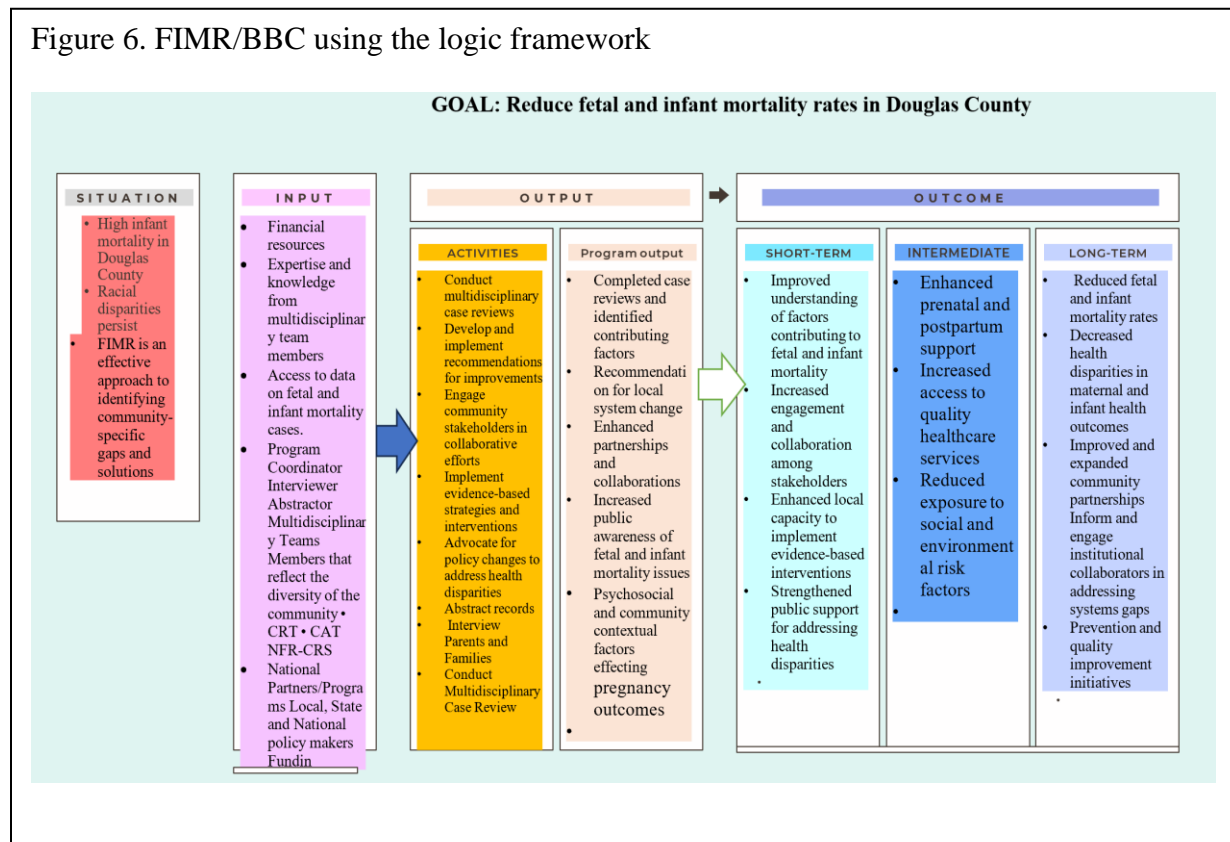 Figure 6. FIMR/BBC using the logic framework
GOAL: Reduce fetal and infant mortality rates in Douglas County
SITUATION
• High infant
mortality in
Douglas
County
• Racial
disparities
persist
• FIMR is an
effective
approach to
identifying
community-
specific
gaps and
solutions
INPUT
• Financial
resources
• Expertise and
knowledge
from
multidisciplinar
y team
members
• Access to data
on fetal and
infant mortality
cases.
• Program
Coordinator
Interviewer
Abstractor
Multidisciplinar
y Teams
Members that
reflect the
diversity of the
community •
CRT • CAT
NFR-CRS
• National
Partners/Progra
ms Local, State
and National
policy makers
Fundin
OUTPUT
ACTIVITIES
• Conduct
multidisciplinary
case reviews
• Develop and
implement
recommendations
for improvements
• Engage
community
stakeholders in
collaborative
efforts
• Implement
evidence-based
strategies and
interventions
• Advocate for
policy changes to
address health
disparities
• Abstract records
• Interview
Parents and
Families
• Conduct
Multidisciplinary
Case Review
Program output
• Completed case
reviews and
identified
contributing
factors
• Recommendati
on for local
system change
• Enhanced
partnerships
and
collaborations
• Increased
public
awareness of
fetal and infant
mortality issues
• Psychosocial
and community
contextual
factors
effecting
pregnancy
outcomes
•
OUTCOME
SHORT-TERM
• Improved
understanding
of factors
contributing to
fetal and infant
mortality
• Increased
engagement
and
collaboration
among
stakeholders
• Enhanced local
capacity to
implement
evidence-based
interventions
• Strengthened
public support
for addressing
health
disparities
•
INTERMEDIATE
• Enhanced
prenatal and
postpartum
support
• Increased
access to
quality
healthcare
services
• Reduced
exposure to
social and
environment
al risk
factors
•
LONG-TERM
• Reduced fetal
and infant
mortality rates
• Decreased
health
disparities in
maternal and
infant health
outcomes
• Improved and
expanded
community
partnerships
Inform and
engage
institutional
collaborators in
addressing
systems gaps
• Prevention and
quality
improvement
initiatives
•